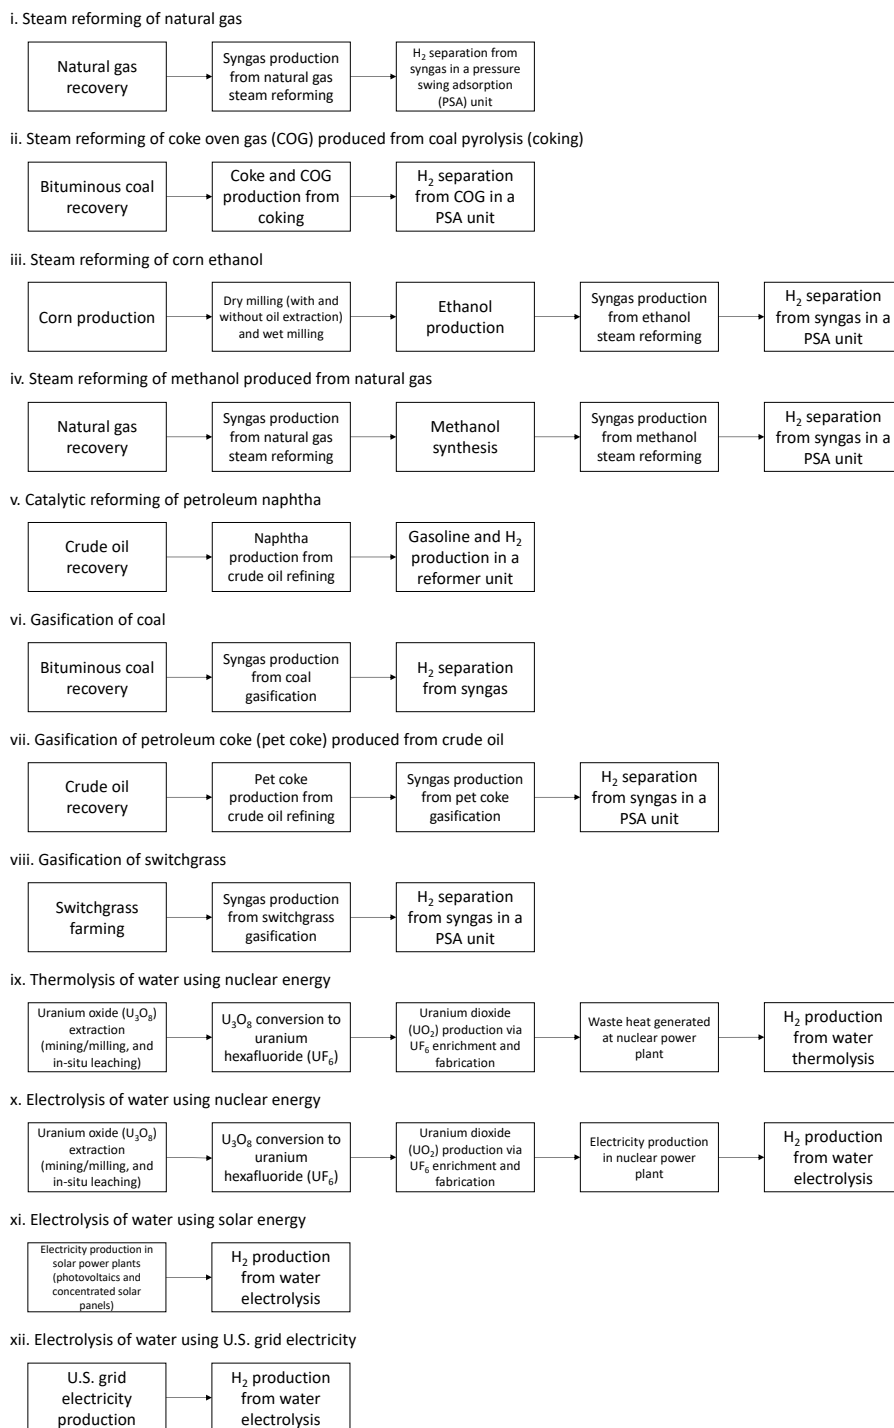 i. Steam reforming of natural gas
Natural gas
recovery
Syngas production
from natural gas
steam reforming
H₂ separation from
syngas in a pressure
swing adsorption
(PSA) unit
ii. Steam reforming of coke oven gas (COG) produced from coal pyrolysis (coking)
Bituminous coal
recovery
Coke and COG
production from
coking
H₂ separation
from COG in a
PSA unit
iii. Steam reforming of corn ethanol
Corn production
Dry milling (with and
without oil extraction)
and wet milling
Ethanol
production
Syngas production
from ethanol
steam reforming
H₂ separation
from syngas in a
PSA unit
iv. Steam reforming of methanol produced from natural gas
Natural gas
recovery
Syngas production
from natural gas
steam reforming
Methanol
synthesis
Syngas production
from methanol
steam reforming
H₂ separation
from syngas in a
PSA unit
v. Catalytic reforming of petroleum naphtha
Crude oil
recovery
Naphtha
production from
crude oil refining
Gasoline and H₂
production in a
reformer unit
vi. Gasification of coal
Bituminous coal
recovery
Syngas production
from coal
gasification
H₂ separation
from syngas
vii. Gasification of petroleum coke (pet coke) produced from crude oil
Crude oil
recovery
Pet coke
production from
crude oil refining
Syngas production
from pet coke
gasification
H₂ separation
from syngas in a
PSA unit
viii. Gasification of switchgrass
Switchgrass
farming
Syngas production
from switchgrass
gasification
H₂ separation
from syngas in a
PSA unit
ix. Thermolysis of water using nuclear energy
Uranium oxide (U₃O₈)
extraction
(mining/milling, and
in-situ leaching)
U₃O₈ conversion to
uranium
hexafluoride (UF₆)
Uranium dioxide
(UO₂) production via
UF₆ enrichment and
fabrication
Waste heat generated
at nuclear power
plant
H₂ production
from water
thermolysis
x. Electrolysis of water using nuclear energy
Uranium oxide (U₃O₈)
extraction
(mining/milling, and
in-situ leaching)
U₃O₈ conversion to
uranium
hexafluoride (UF₆)
Uranium dioxide
(UO₂) production via
UF₆ enrichment and
fabrication
Electricity production
in nuclear power
plant
H₂ production
from water
electrolysis
xi. Electrolysis of water using solar energy
Electricity production in
solar power plants
(photovoltaics and
concentrated solar
panels)
H₂ production
from water
electrolysis
xii. Electrolysis of water using U.S. grid electricity
U.S. grid
electricity
production
H₂ production
from water
electrolysis